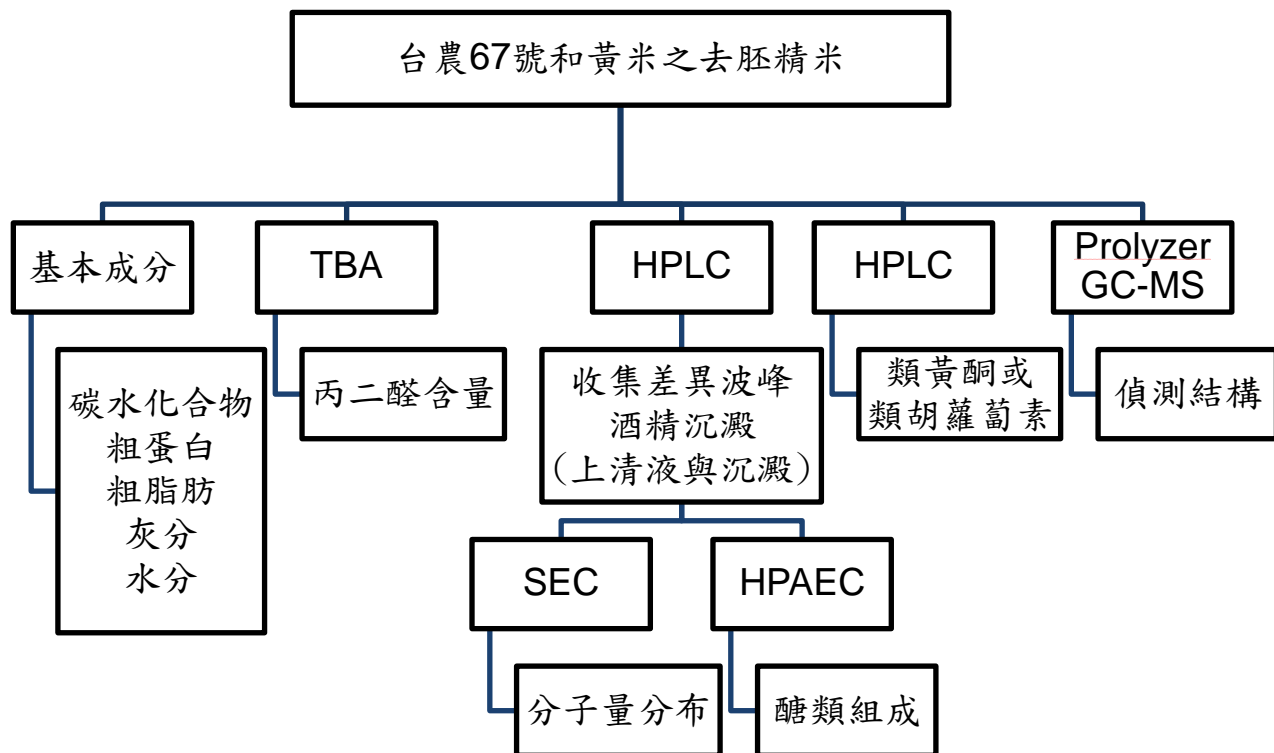 台農67號和黃米之去胚精米
基本成分
TBA
HPLC
HPLC
Prolyzer
GC-MS
碳水化合物
粗蛋白
粗脂肪
灰分
水分
丙二醛含量
收集差異波峰
酒精沉澱
（上清液與沉澱）
類黃酮或
類胡蘿蔔素
偵測結構
SEC
HPAEC
分子量分布
醣類組成